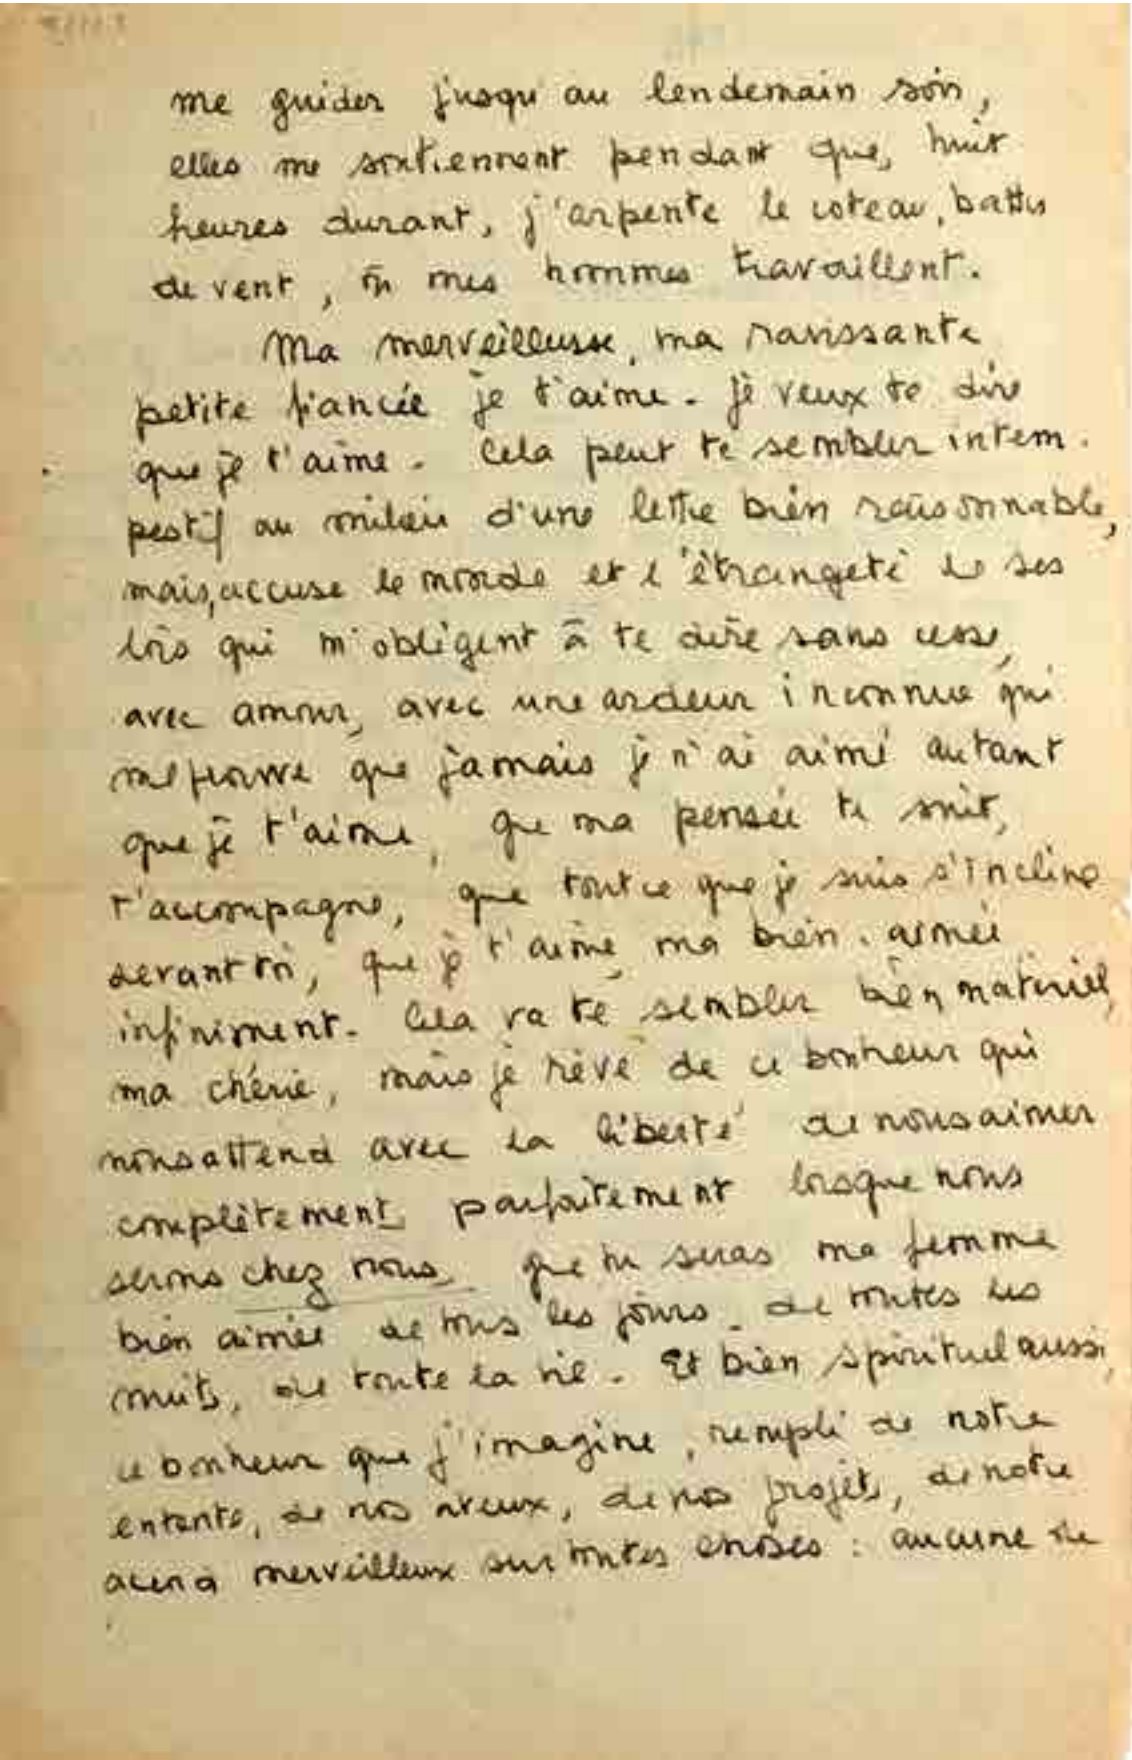 me guider jusqu'au lendemain soir,
elles me soutiennent pendant que, huit
heures durant, j'arpente le coteau, battu
de vent, où mes hommes travaillent.
Ma merveilleuse, ma ravissante
petite fiancée je t'aime. je veux te dire
que je t'aime. Cela peut te sembler intem-
pestif au milieu d'une lettre bien raisonnable,
mais, accuse le monde et l'étrangeté de ses
lois qui m'obligent à te dire sans cesse,
avec amour, avec une ardeur inconnue qui
me prouve que jamais je n'ai aimé autant
que je t'aime, que ma pensée te suit,
t'accompagne, que tout ce que je suis s'incline
devant toi, que je t'aime, ma bien-aimée
infiniment. Cela va te sembler bien matériel,
ma chérie, mais je rêve de ce bonheur qui
nous attend avec la liberté de nous aimer
complètement, parfaitement lorsque nous
serons chez nous, que tu seras ma femme
bien aimée de tous les jours, de toutes les
nuits, de toute la vie. Et bien spirituel aussi,
ce bonheur que j'imagine, rempli de notre
entente, de nos vœux, de nos projets, de notre
accord merveilleux sur toutes choses : aucune ne